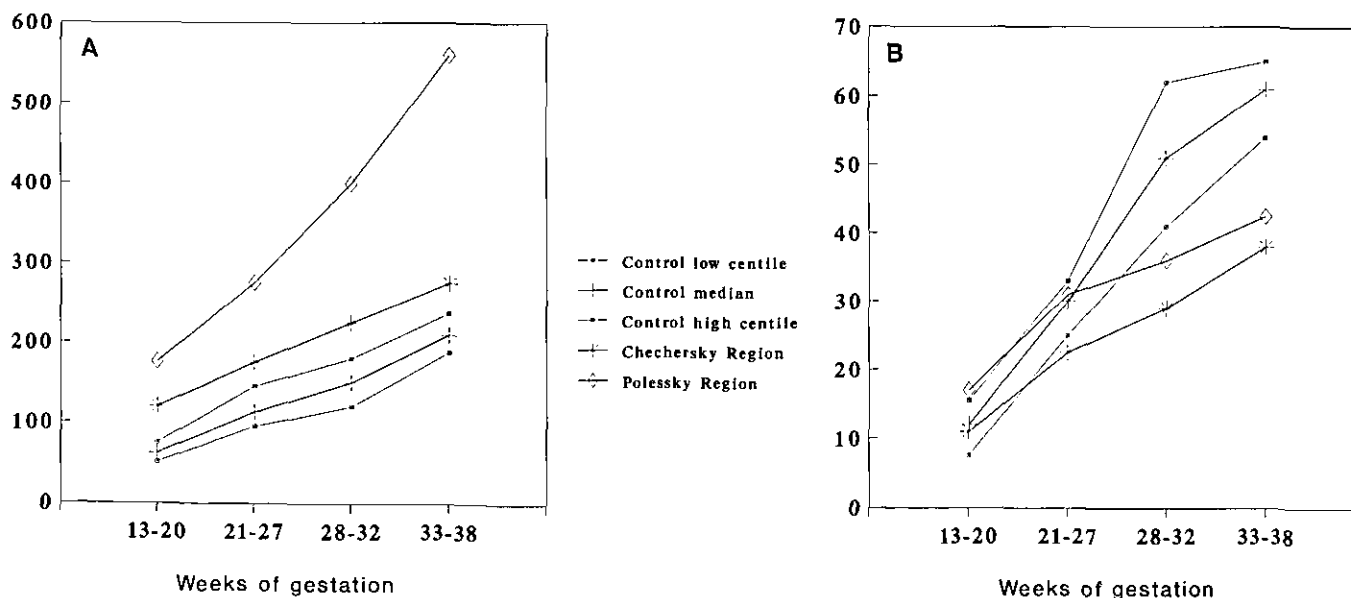 A
600
500
400
300
200
100
0
13-20 21-27 28-32 33-38
Weeks of gestation
Control low centile
Control median
Control high centile
Chechersky Region
Polessky Region
B
70
60
50
40
30
20
10
0
13-20 21-27 28-32 33-38
Weeks of gestation